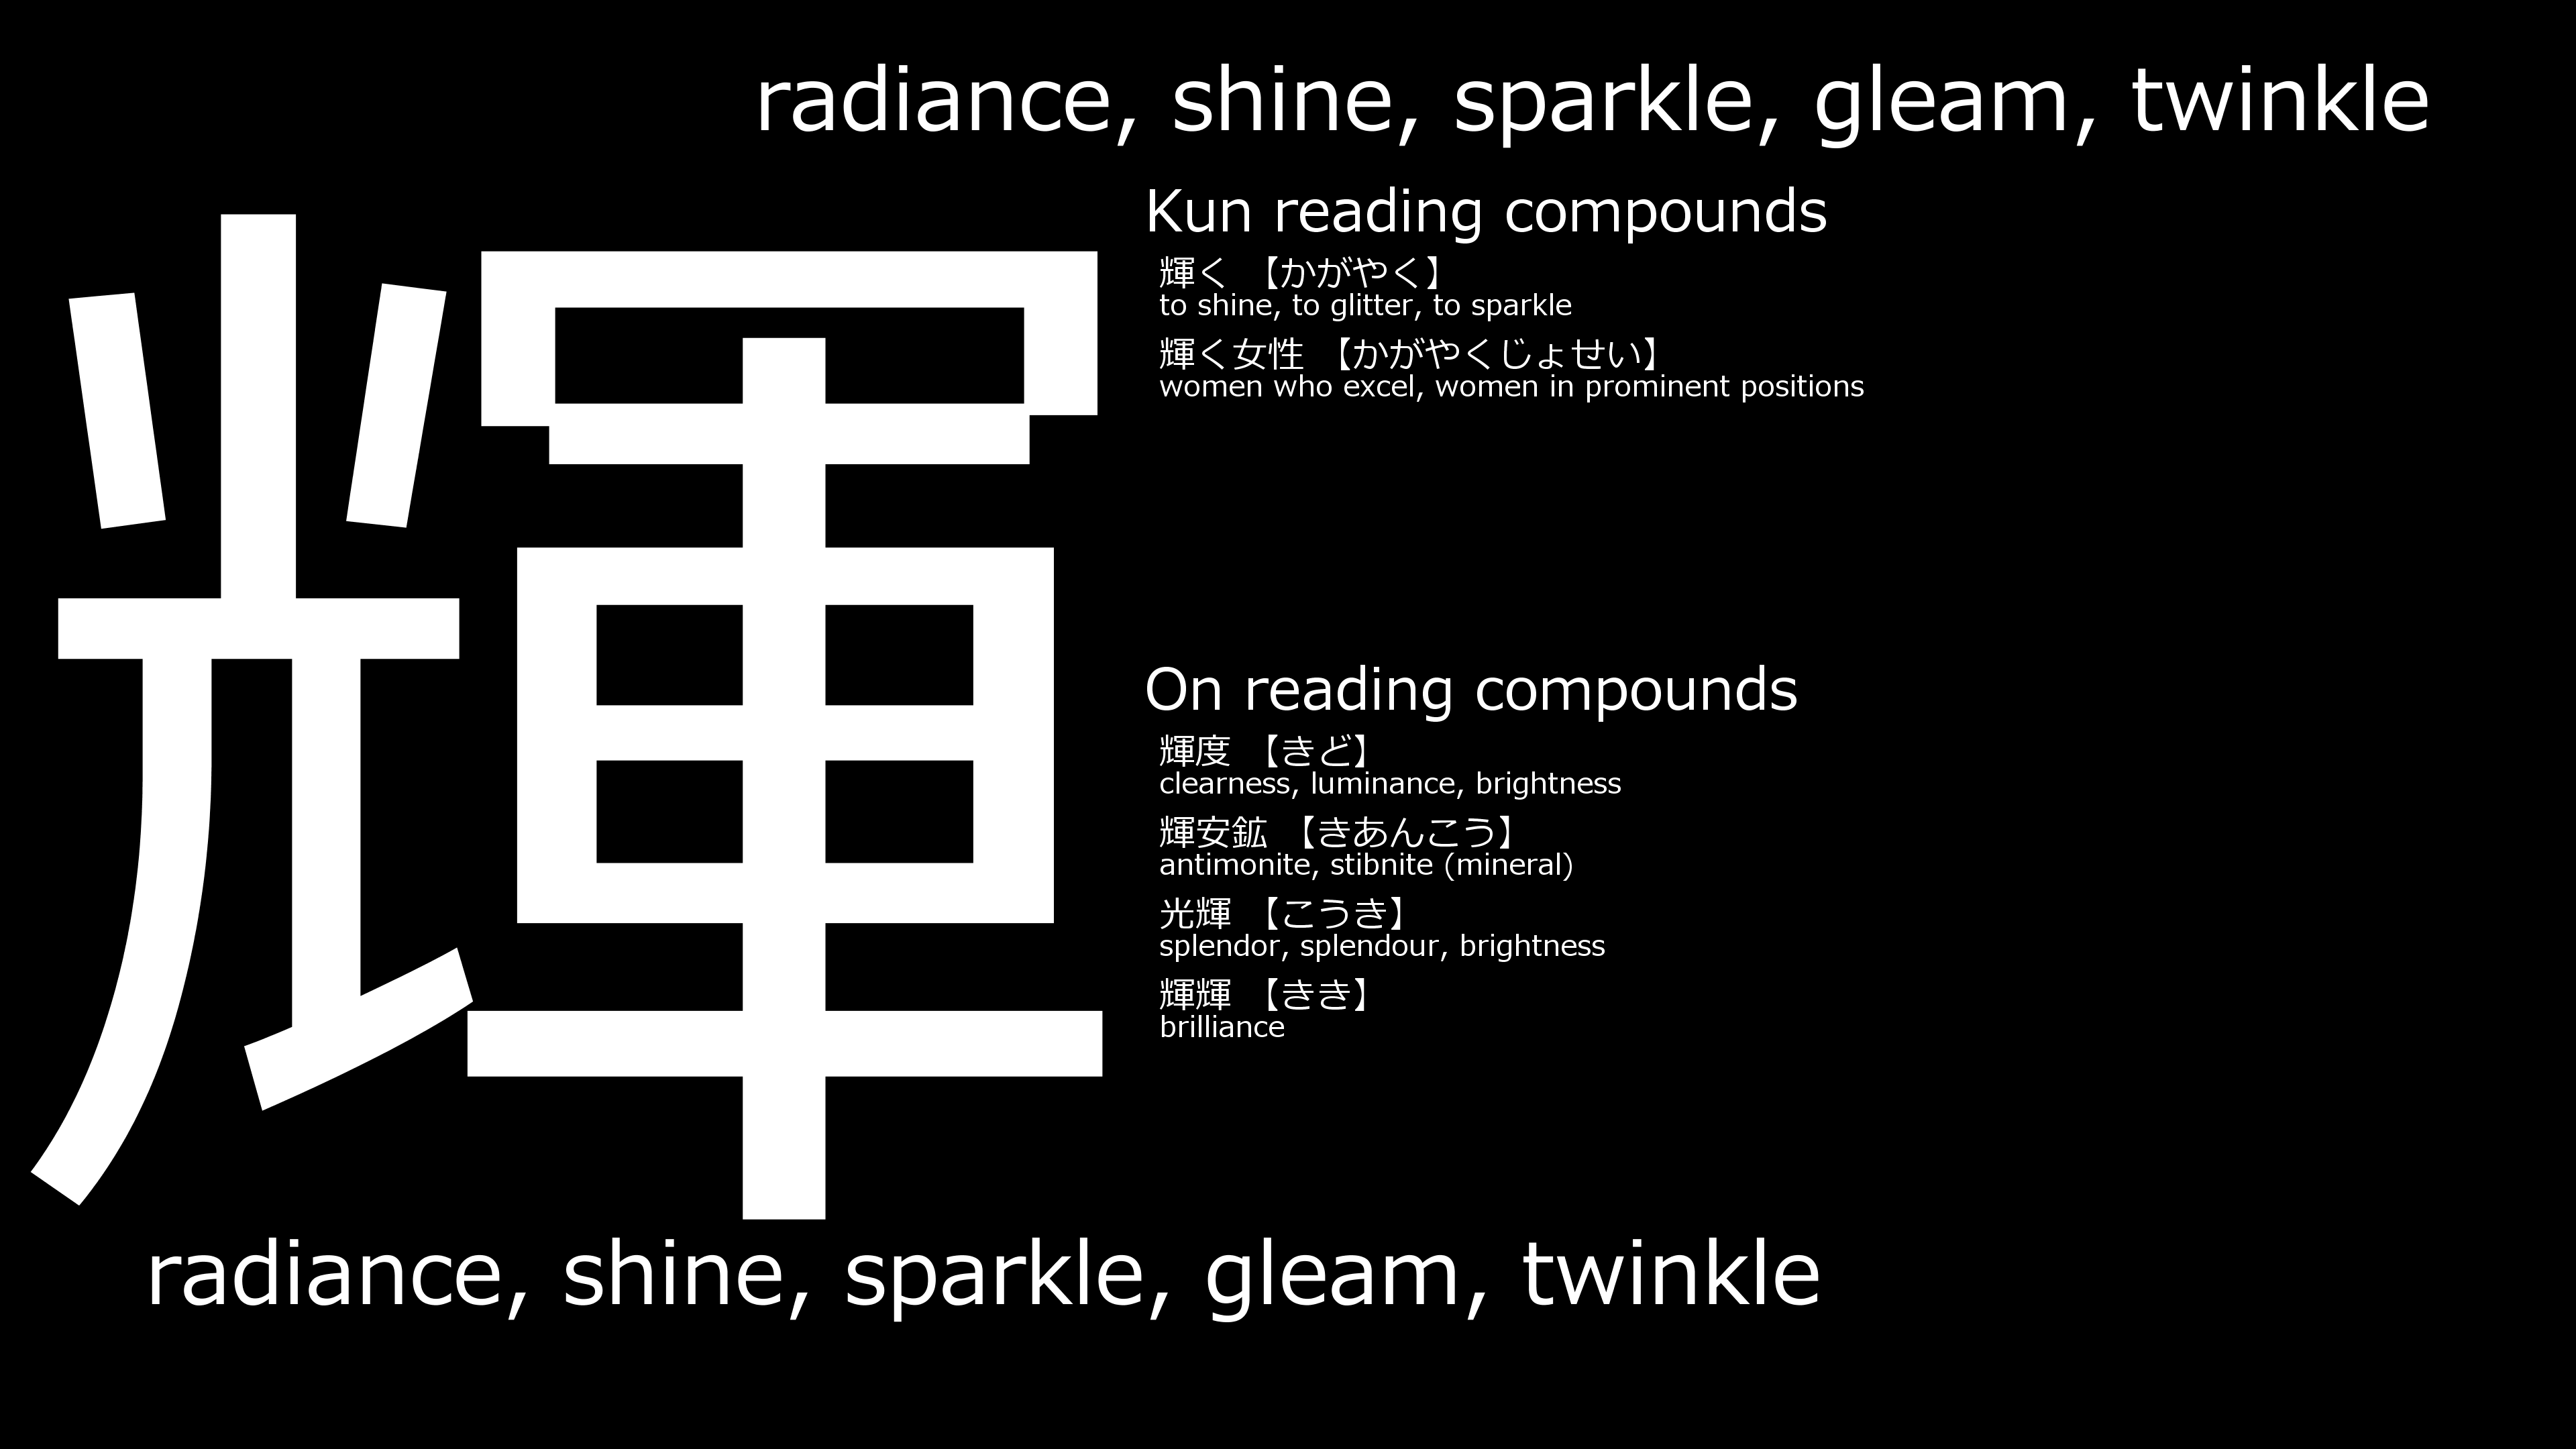 radiance, shine, sparkle, gleam, twinkle
輝
Kun reading compounds
輝く 【かがやく】
to shine, to glitter, to sparkle
輝く女性 【かがやくじょせい】
women who excel, women in prominent positions
On reading compounds
輝度 【きど】
clearness, luminance, brightness
輝安鉱 【きあんこう】
antimonite, stibnite (mineral)
光輝 【こうき】
splendor, splendour, brightness
輝輝 【きき】
brilliance
radiance, shine, sparkle, gleam, twinkle